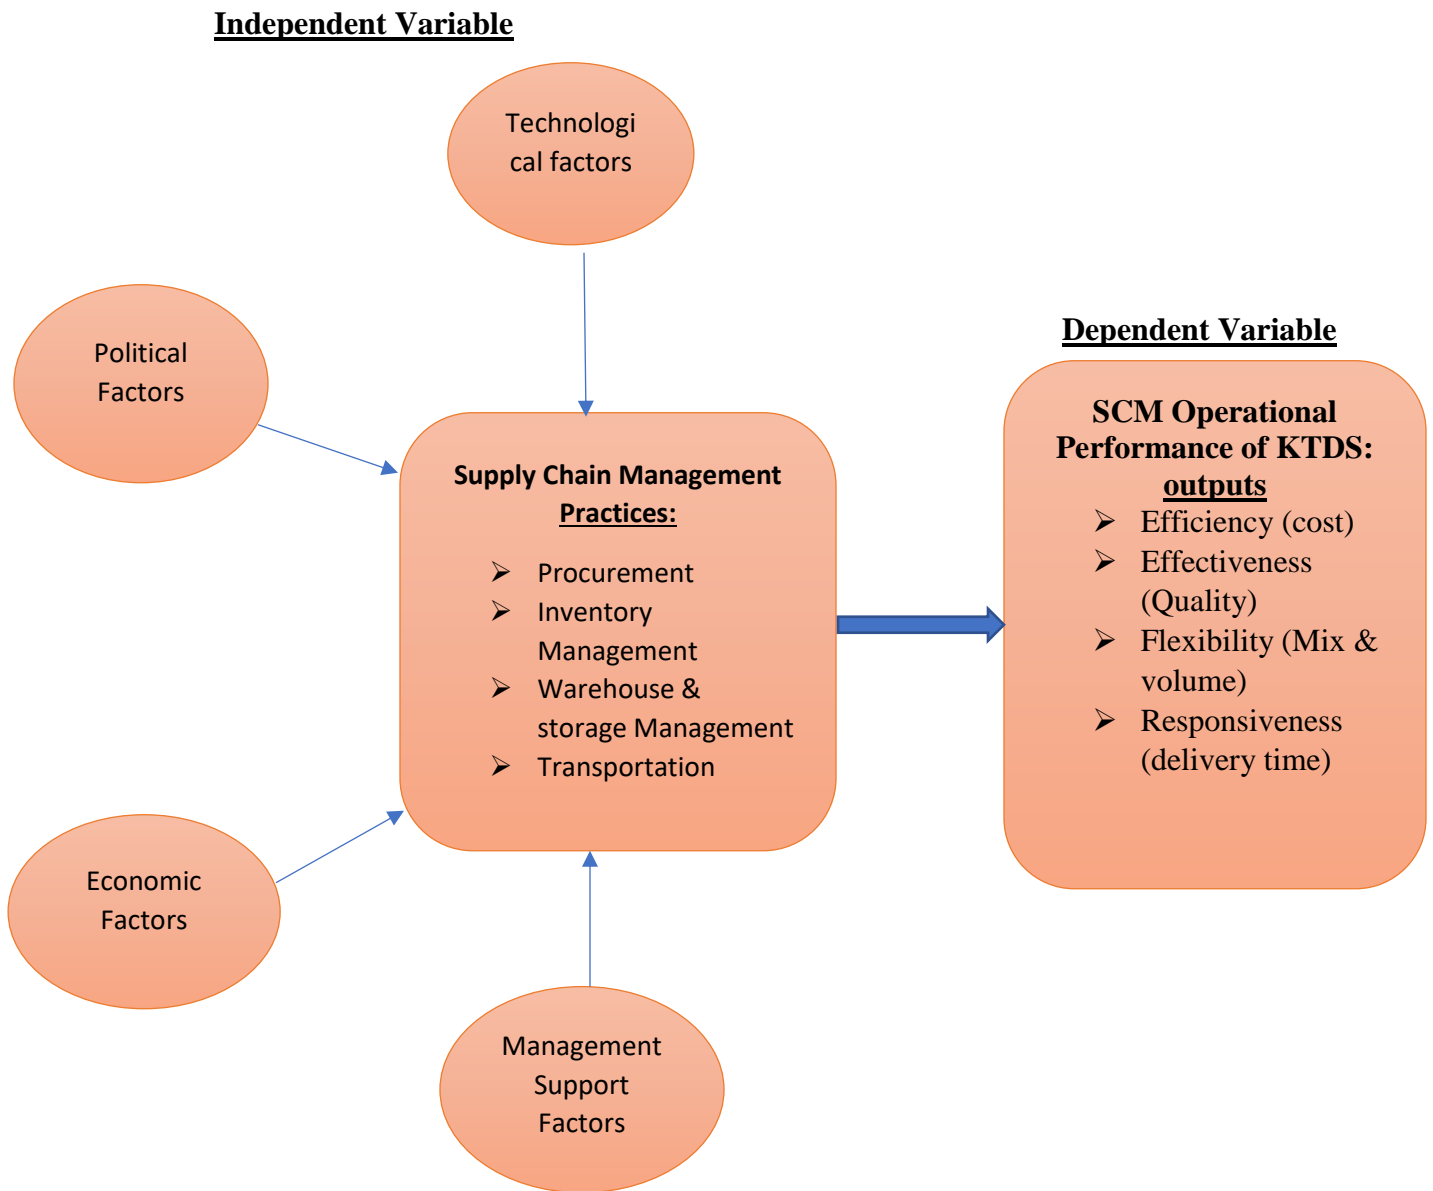 Independent Variable
Technologi
cal factors
Political
Factors
Supply Chain Management
Practices:
➢ Procurement
➢ Inventory
Management
➢ Warehouse &
storage Management
➢ Transportation
Economic
Factors
Management
Support
Factors
Dependent Variable
SCM Operational
Performance of KTDS:
outputs
➢ Efficiency (cost)
➢ Effectiveness
(Quality)
➢ Flexibility (Mix &
volume)
➢ Responsiveness
(delivery time)